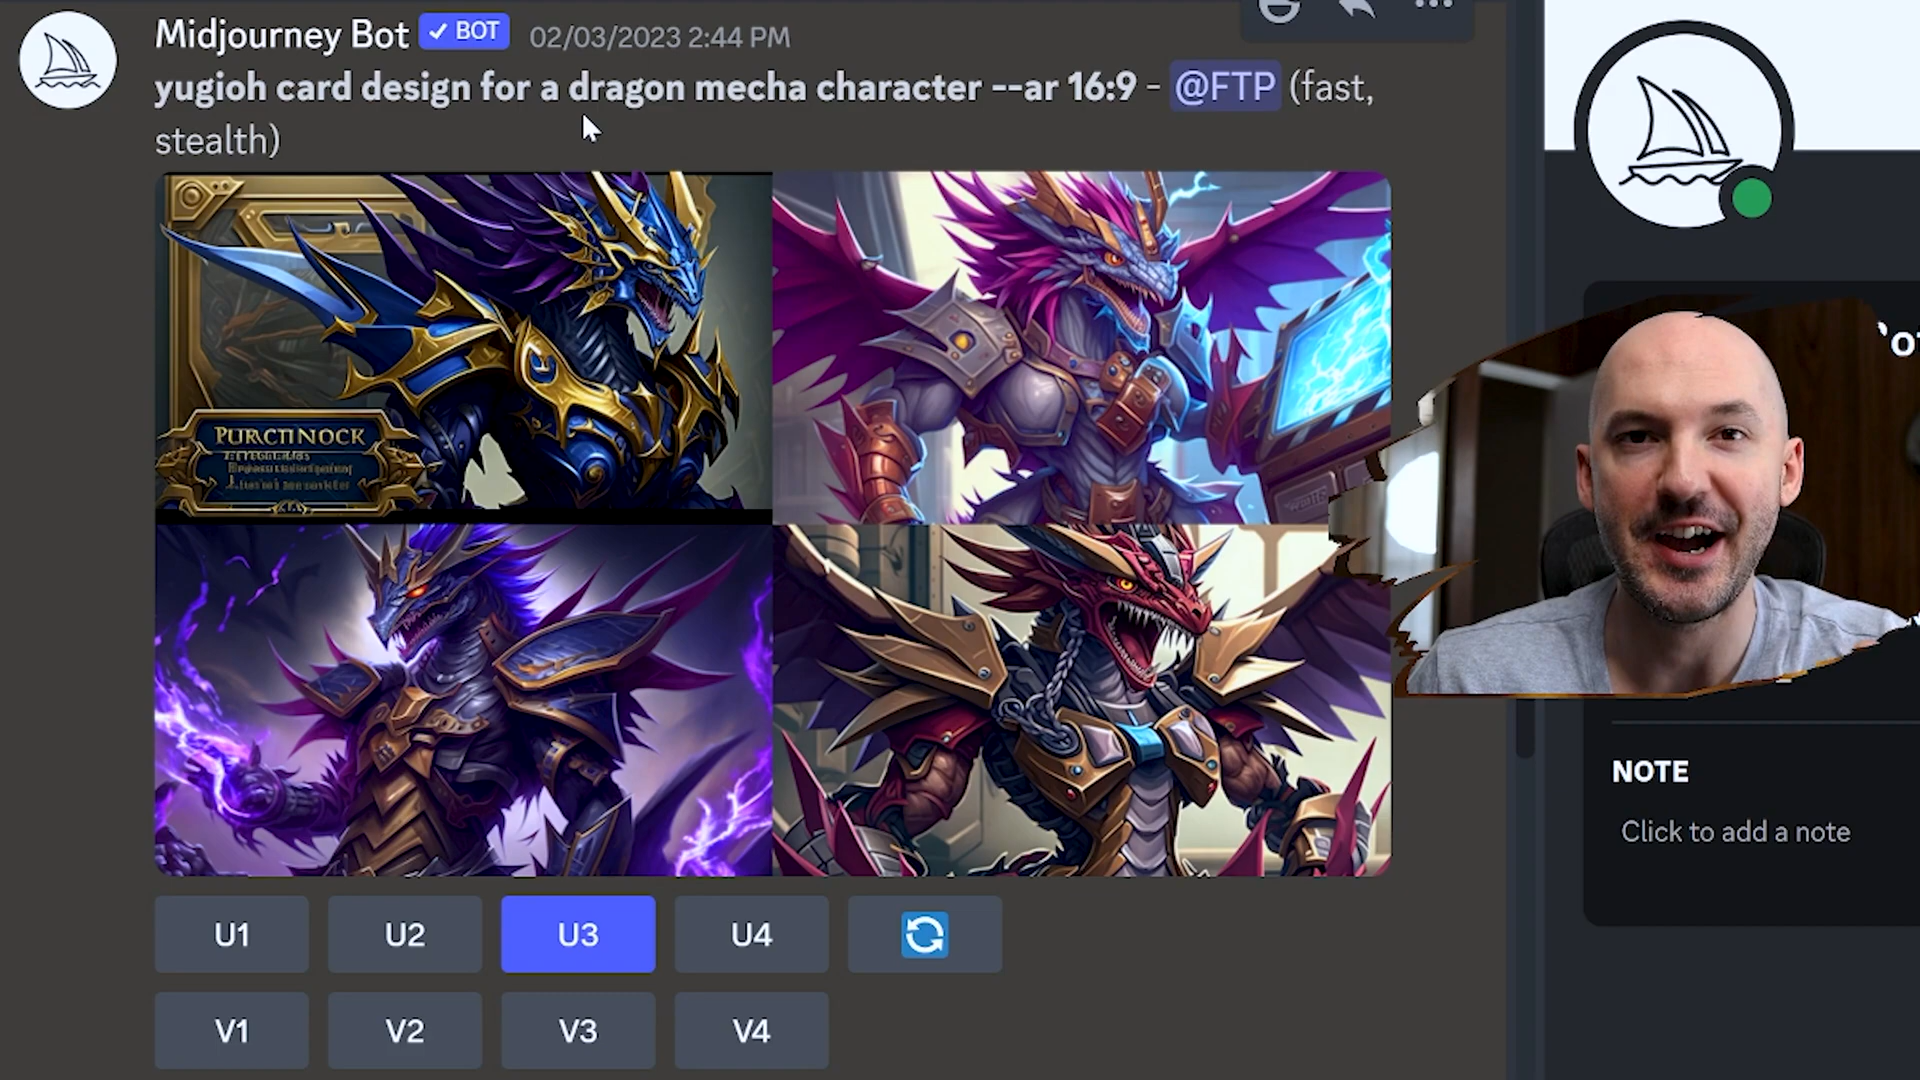 Midjourney Bot ✓ BOT 02/03/2023 2:44 PM
yugioh card design for a dragon mecha character --ar 16:9 - @FTP (fast,
stealth)
PURCTINOCK
U1 U2 U3 U4
V1 V2 V3 V4
NOTE
Click to add a note